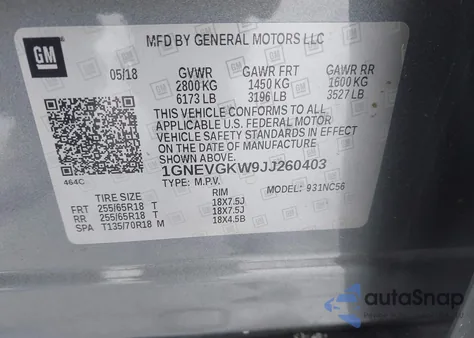 GM
MFD BY GENERAL MOTORS LLC
05/18 GVWR GAWR FRT GAWR RR
2800 KG 1450 KG 1600 KG
6173 LB 3196 LB 3527 LB
THIS VEHICLE CONFORMS TO ALL
APPLICABLE U.S. FEDERAL MOTOR
VEHICLE SAFETY STANDARDS IN EFFECT
ON THE DATE OF MANUFACTURE
SHOWN ABOVE.
464C
1GNEVGKW9JJ260403
TYPE: M.P.V. MODEL: 931NC56
TIRE SIZE RIM
FRT 255/65R18 T 18X7.5J
RR 255/65R18 T 18X7.5J
SPA T135/70R18 M 18X4.5B
autoSnap